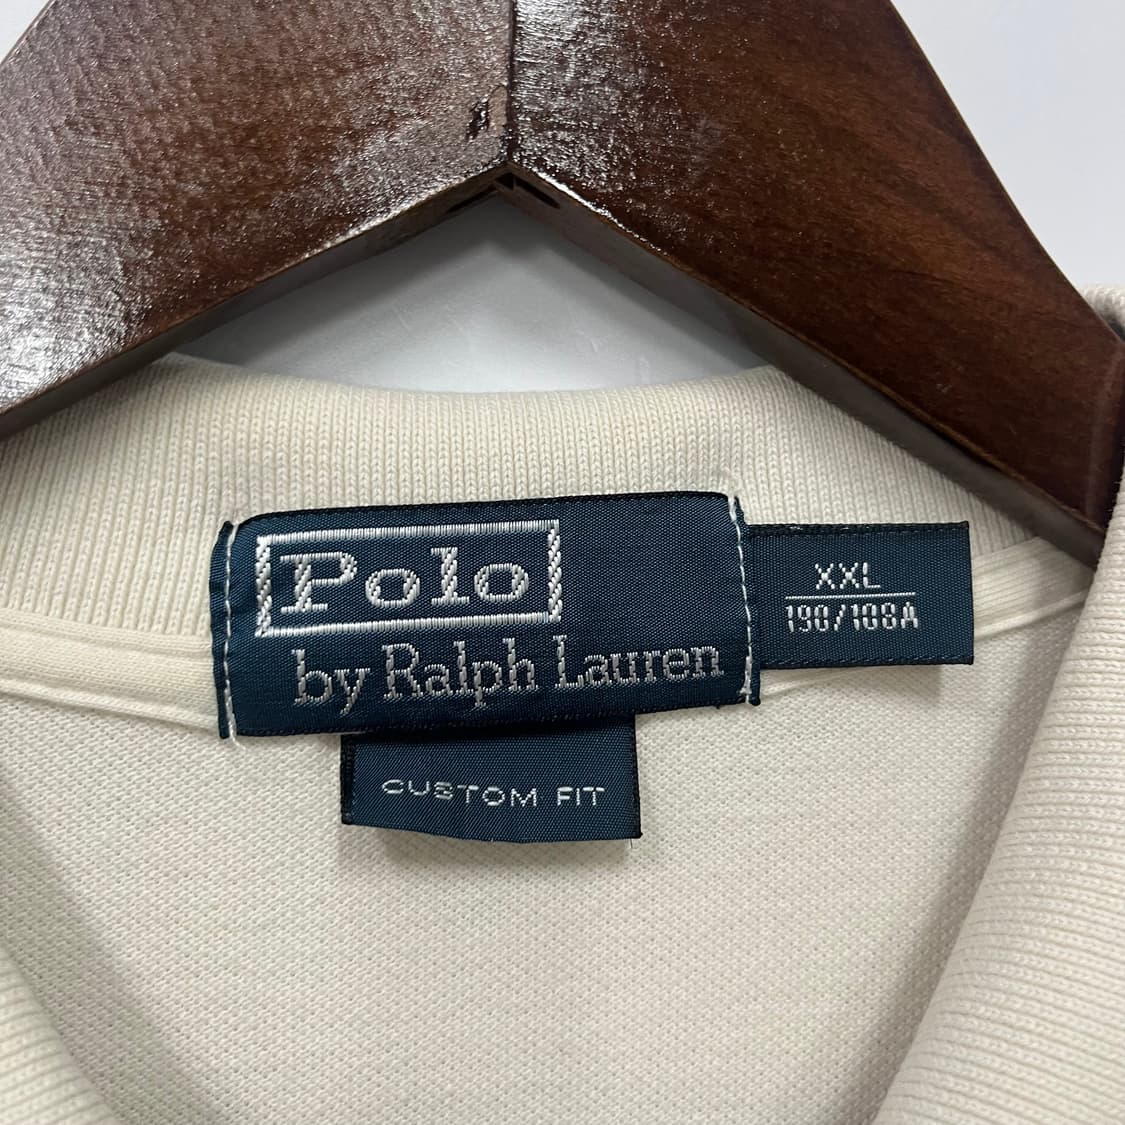 Polo
by Ralph Lauren
XXL
190/108A
CUSTOM FIT